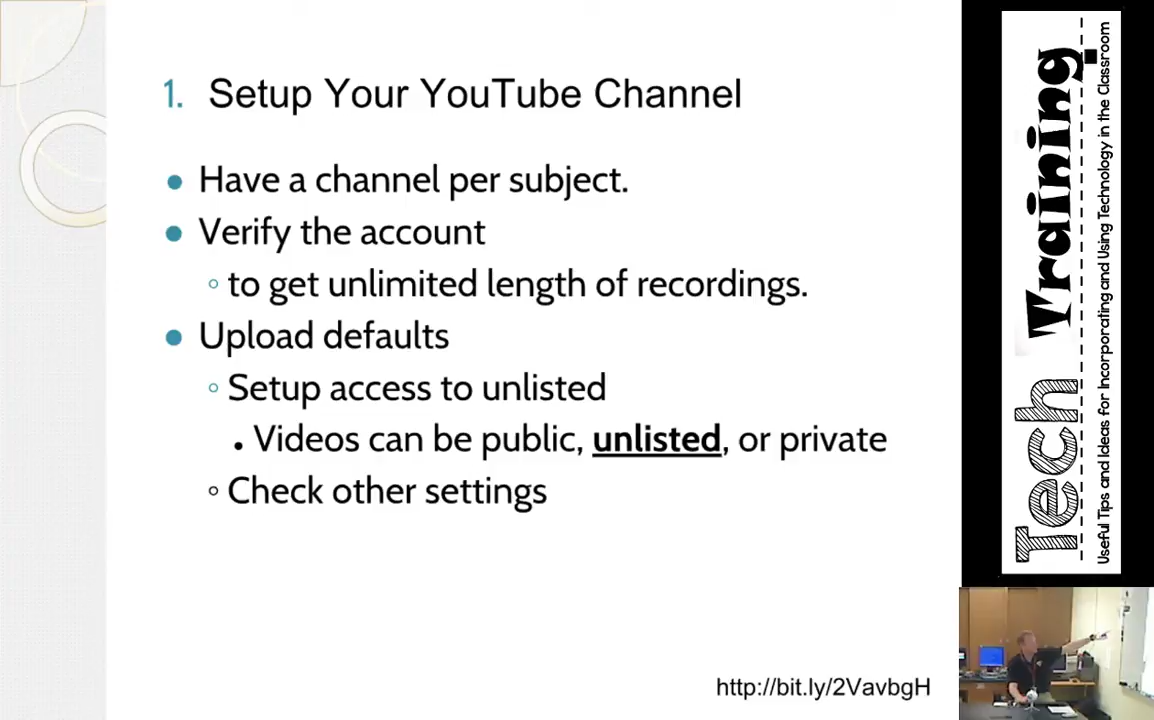 1. Setup Your YouTube Channel
Have a channel per subject.
Verify the account
to get unlimited length of recordings.
Upload defaults
Setup access to unlisted
Videos can be public, unlisted, or private
Check other settings
http://bit.ly/2VavbgH
Tech Training
Useful Tips and Ideas for Incorporating and Using Technology in the Classroom